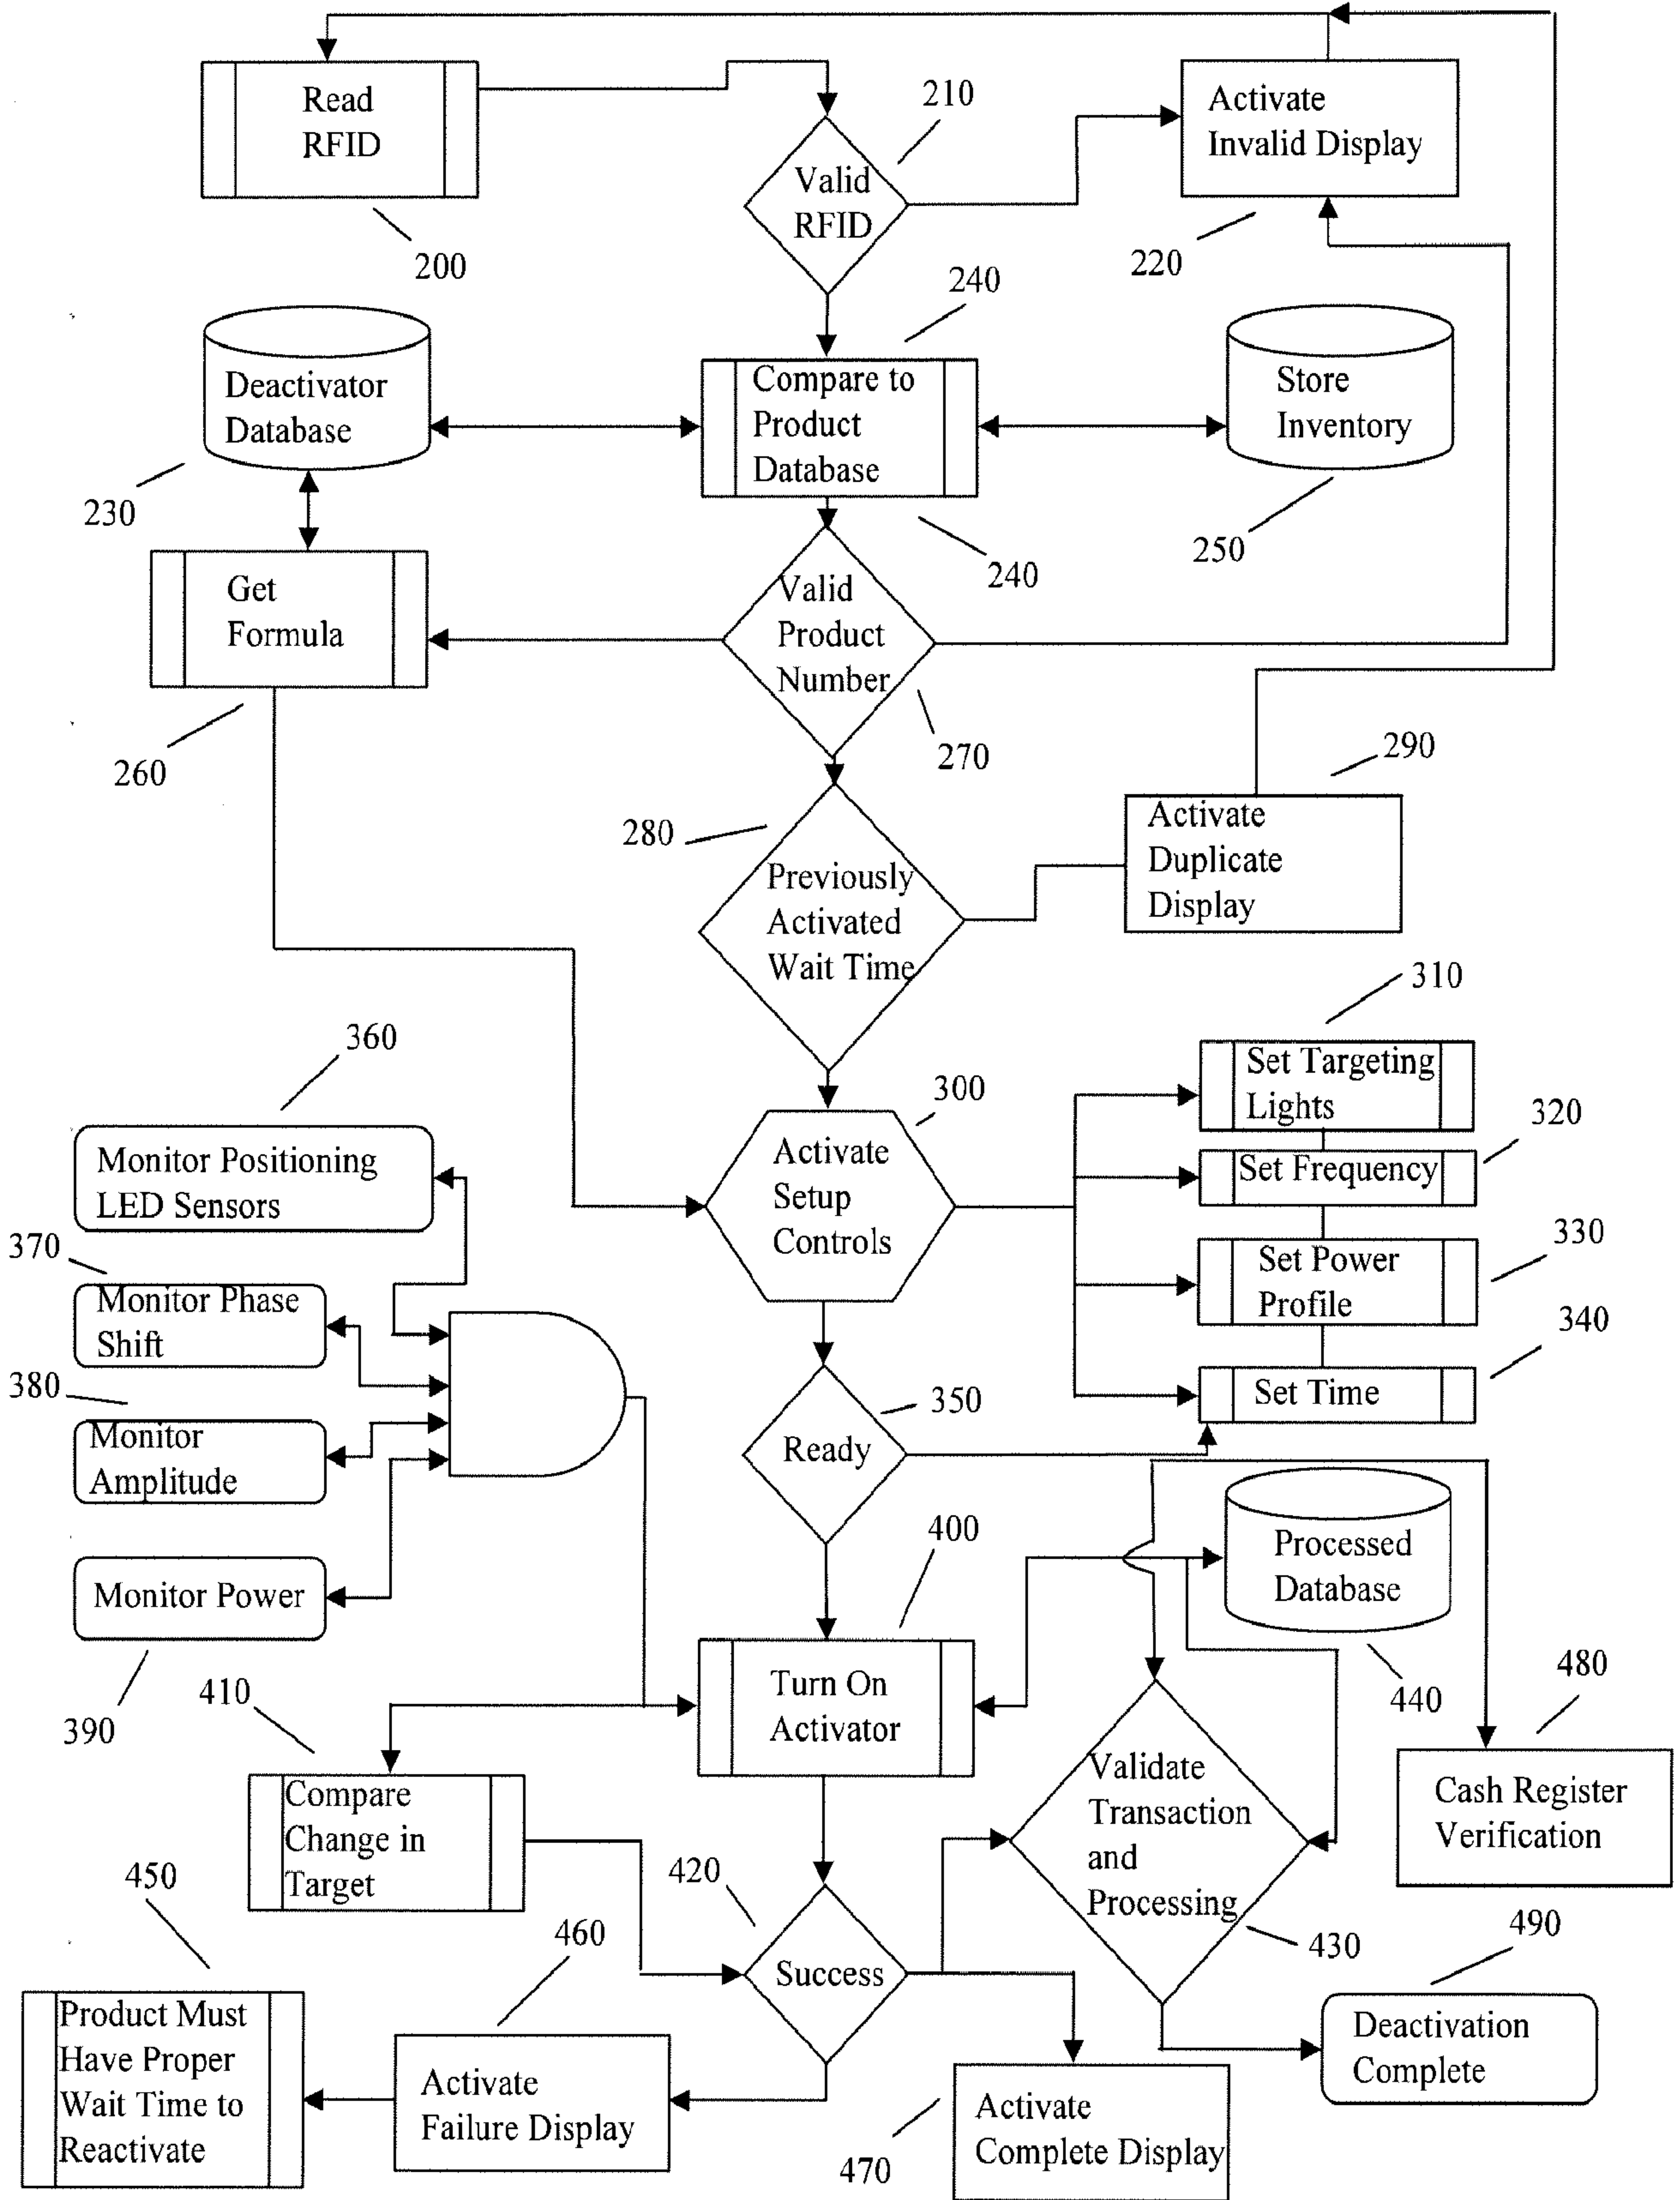 Read
RFID
200
Valid
RFID
210
Activate
Invalid Display
220
240
Deactivator
Database
230
Compare to
Product
Database
240
Store
Inventory
250
Get
Formula
260
Valid
Product
Number
270
280
Previously
Activated
Wait Time
290
Activate
Duplicate
Display
310
Set Targeting
Lights
320
Set Frequency
330
Set Power
Profile
340
Set Time
300
Activate
Setup
Controls
360
Monitor Positioning
LED Sensors
370
Monitor Phase
Shift
380
Monitor
Amplitude
Monitor Power
390
350
Ready
400
Turn On
Activator
Processed
Database
440
480
Cash Register
Verification
410
Compare
Change in
Target
420
Success
Validate
Transaction
and
Processing
430
450
Product Must
Have Proper
Wait Time to
Reactivate
460
Activate
Failure Display
470
Activate
Complete Display
490
Deactivation
Complete